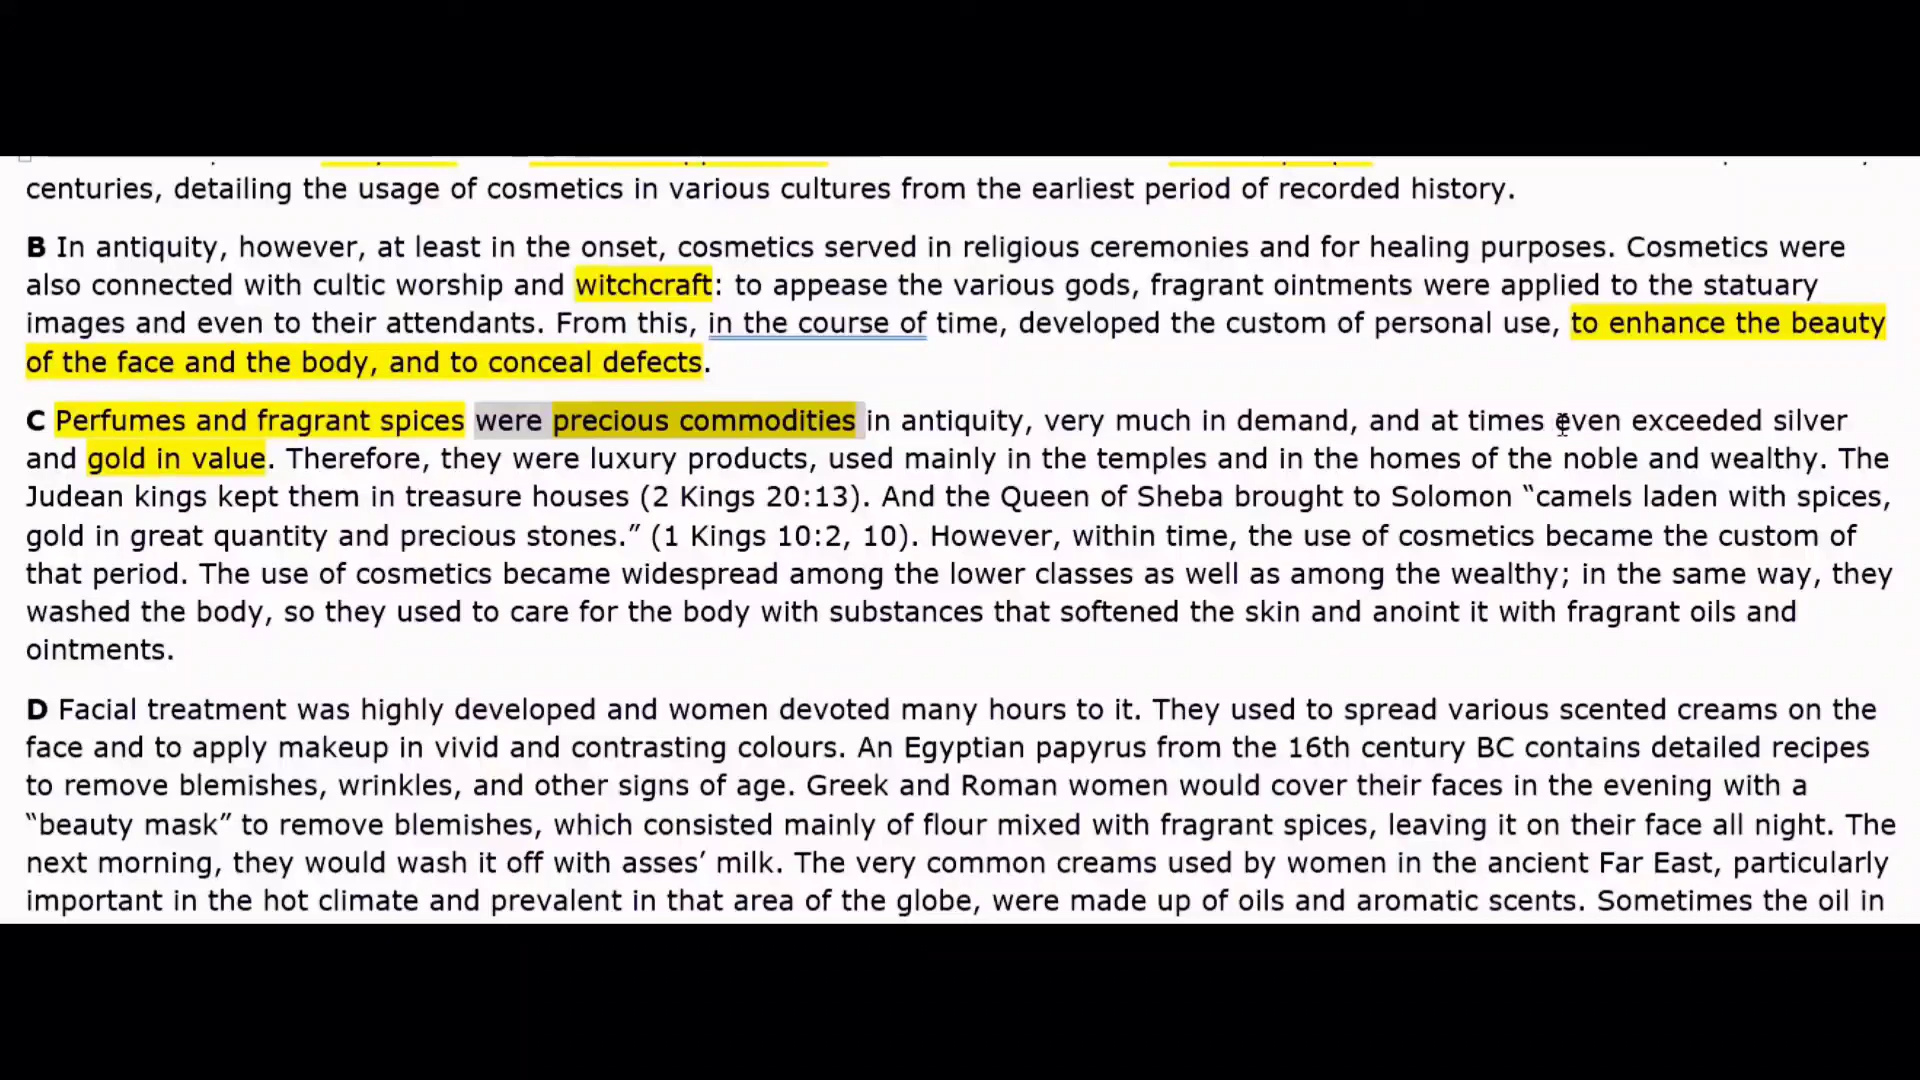 centuries, detailing the usage of cosmetics in various cultures from the earliest period of recorded history.
B In antiquity, however, at least in the onset, cosmetics served in religious ceremonies and for healing purposes. Cosmetics were
also connected with cultic worship and witchcraft: to appease the various gods, fragrant ointments were applied to the statuary
images and even to their attendants. From this, in the course of time, developed the custom of personal use, to enhance the beauty
of the face and the body, and to conceal defects.
C Perfumes and fragrant spices were precious commodities in antiquity, very much in demand, and at times even exceeded silver
and gold in value. Therefore, they were luxury products, used mainly in the temples and in the homes of the noble and wealthy. The
Judean kings kept them in treasure houses (2 Kings 20:13). And the Queen of Sheba brought to Solomon “camels laden with spices,
gold in great quantity and precious stones.” (1 Kings 10:2, 10). However, within time, the use of cosmetics became the custom of
that period. The use of cosmetics became widespread among the lower classes as well as among the wealthy; in the same way, they
washed the body, so they used to care for the body with substances that softened the skin and anoint it with fragrant oils and
ointments.
D Facial treatment was highly developed and women devoted many hours to it. They used to spread various scented creams on the
face and to apply makeup in vivid and contrasting colours. An Egyptian papyrus from the 16th century BC contains detailed recipes
to remove blemishes, wrinkles, and other signs of age. Greek and Roman women would cover their faces in the evening with a
“beauty mask” to remove blemishes, which consisted mainly of flour mixed with fragrant spices, leaving it on their face all night. The
next morning, they would wash it off with asses’ milk. The very common creams used by women in the ancient Far East, particularly
important in the hot climate and prevalent in that area of the globe, were made up of oils and aromatic scents. Sometimes the oil in